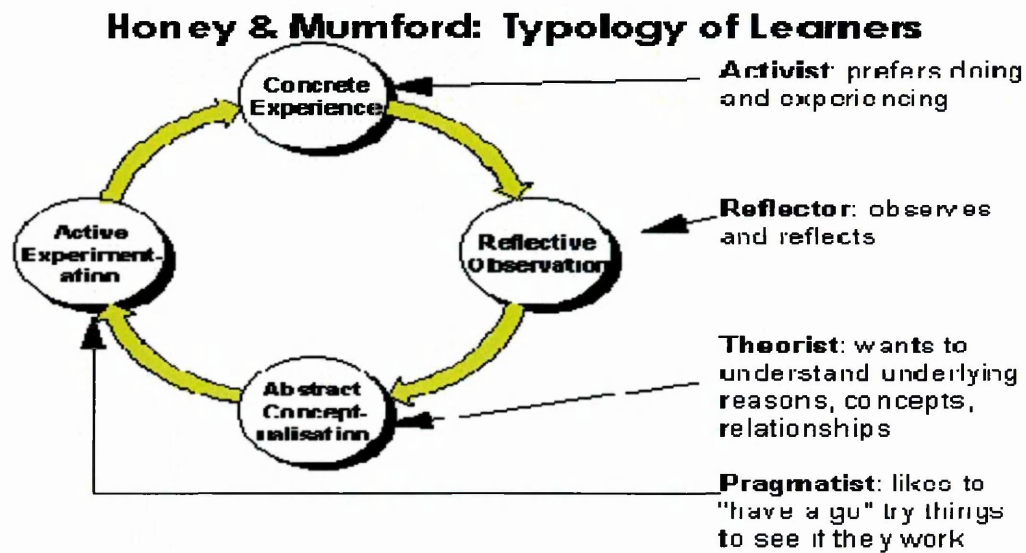 Honey & Mumford: Typology of Learners
Concrete
Experience
Activist: prefers doing
and experiencing
Reflector: observes
and reflects
Active
Experiment-
ation
Reflective
Observation
Theorist: wants to
understand underlying
reasons, concepts,
relationships
Abstract
Concept-
ualisation
Pragmatist: likes to
"have a go" try things
to see if they work